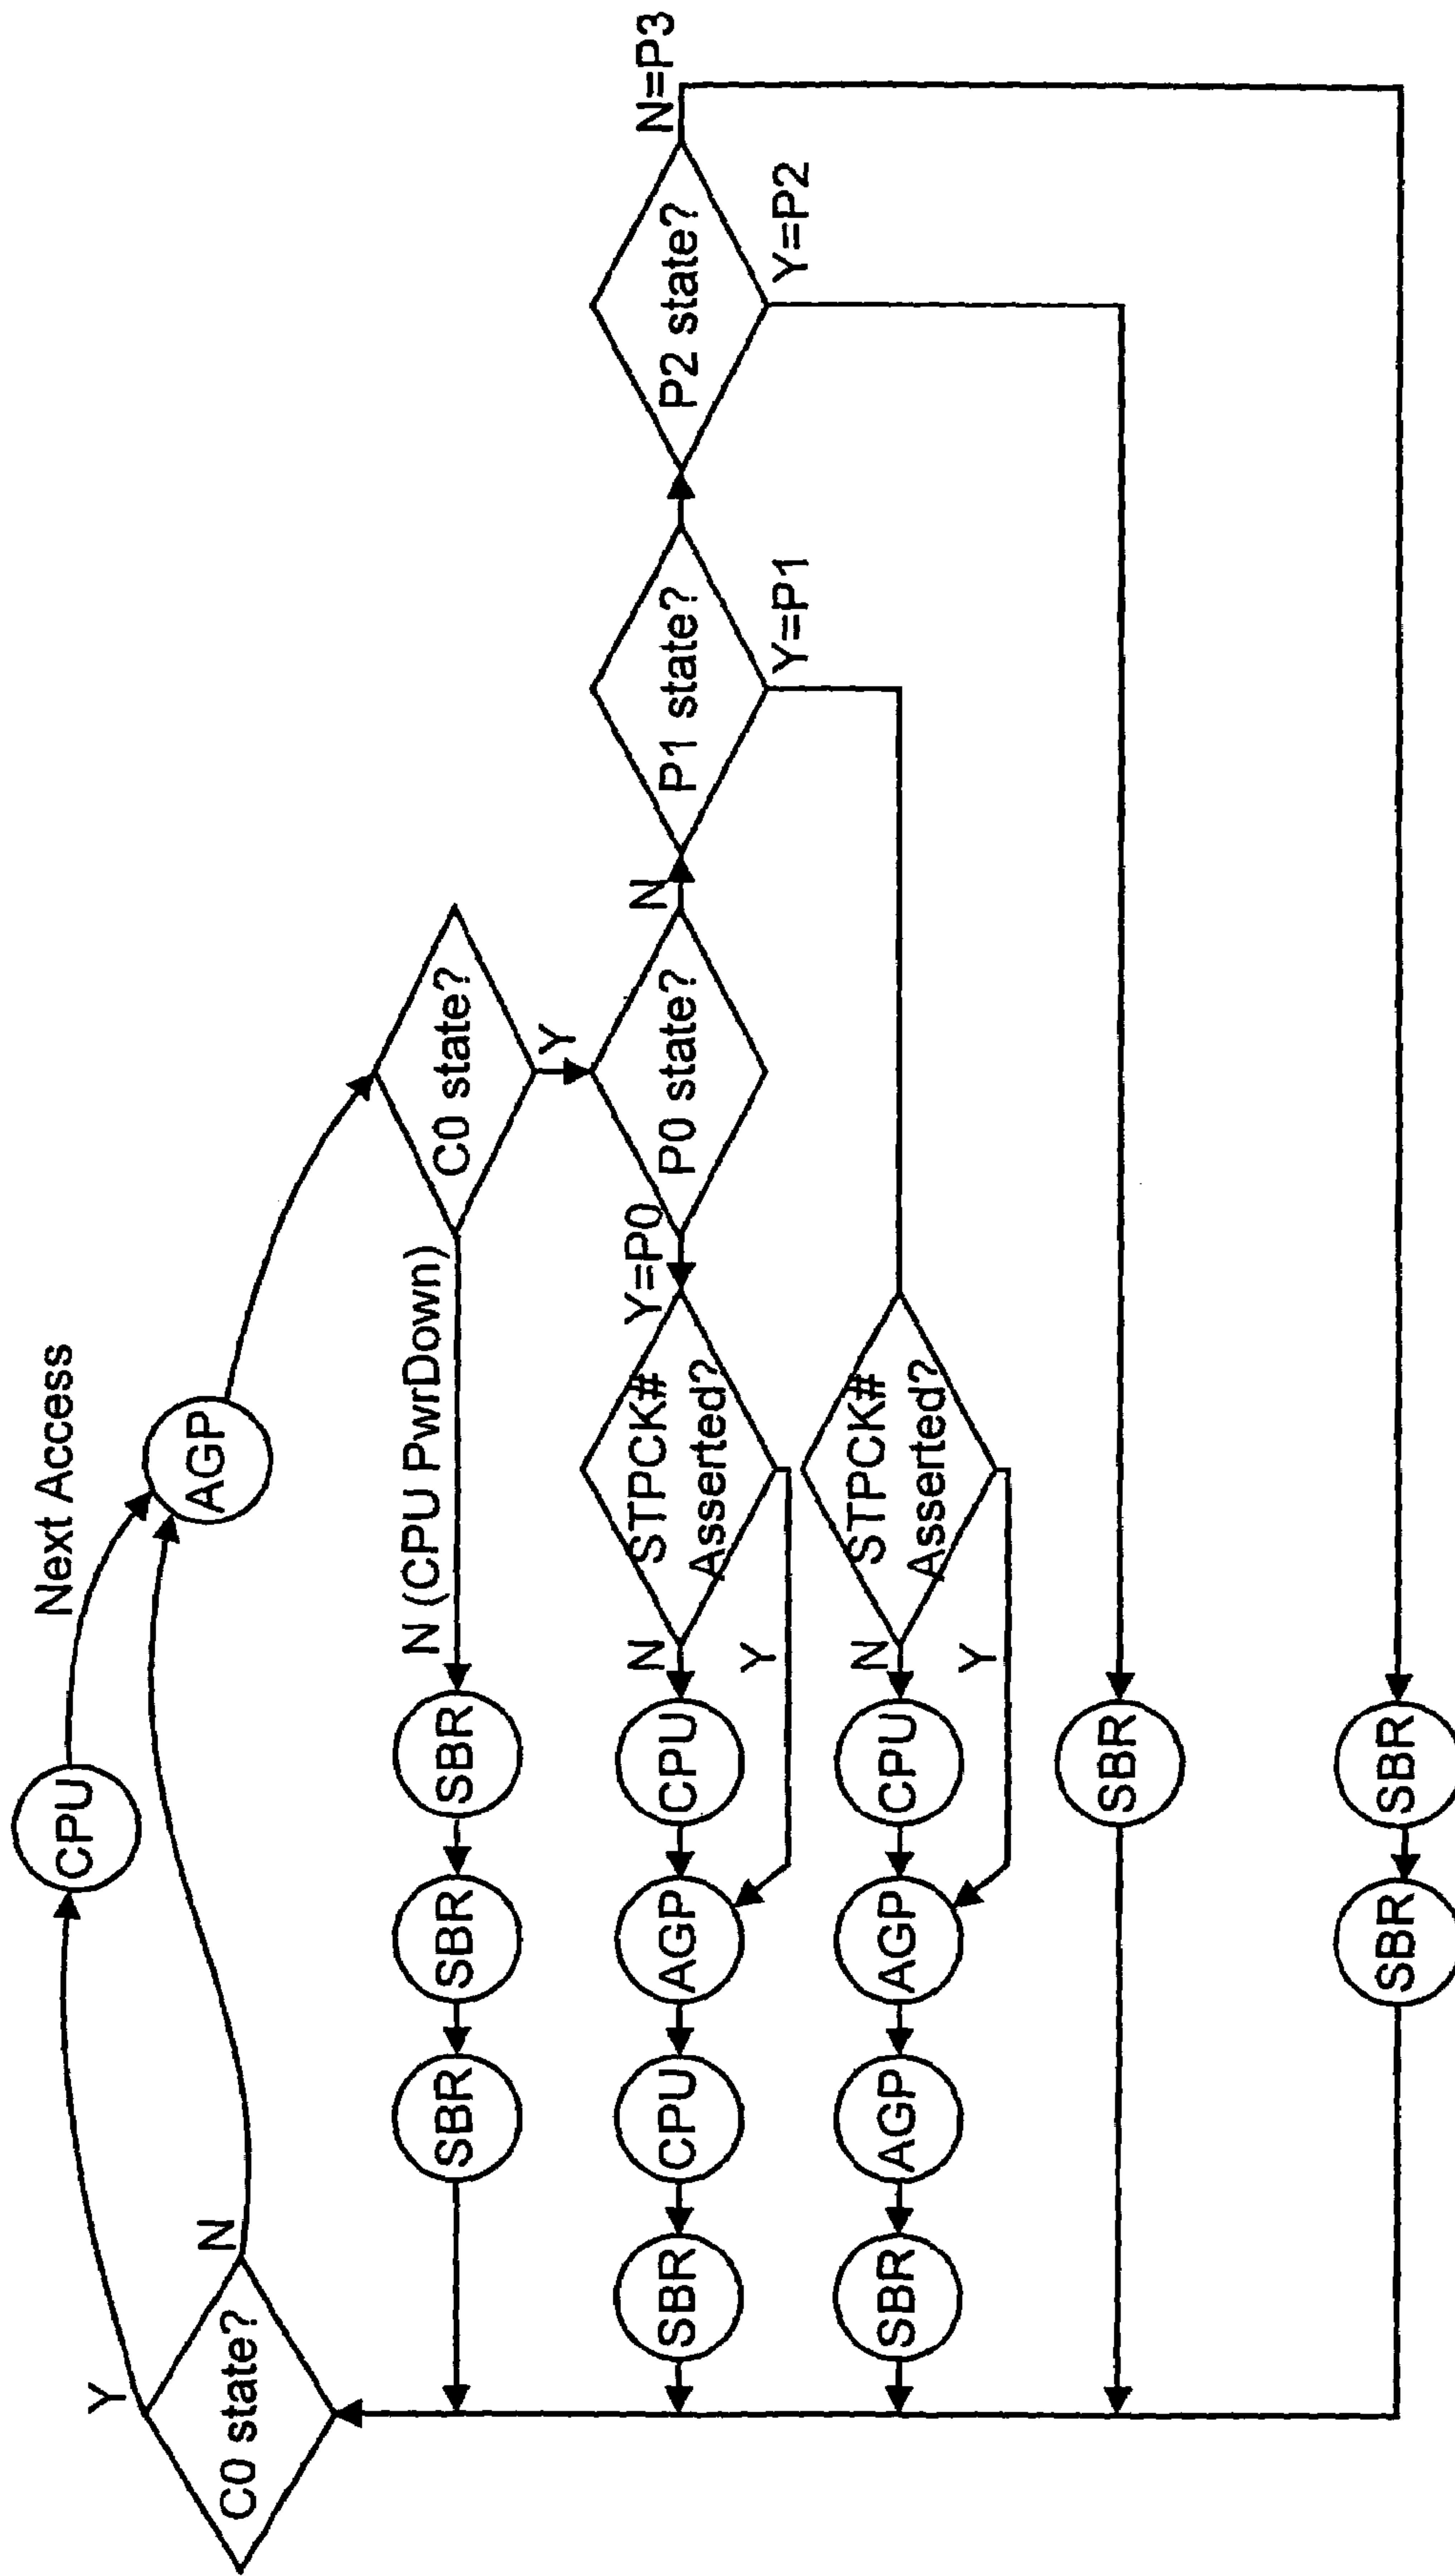 Next Access
CPU
Y
AGP
N
C0 state?
SBR
SBR
SBR
N (CPU PwrDown)
C0 state?
Y
SBR
CPU
AGP
CPU
N
STPCK#
Asserted?
Y
Y=P0
P0 state?
N
P1 state?
Y=P1
P2 state?
Y=P2
N=P3
SBR
AGP
AGP
CPU
N
STPCK#
Asserted?
Y
SBR
SBR
SBR